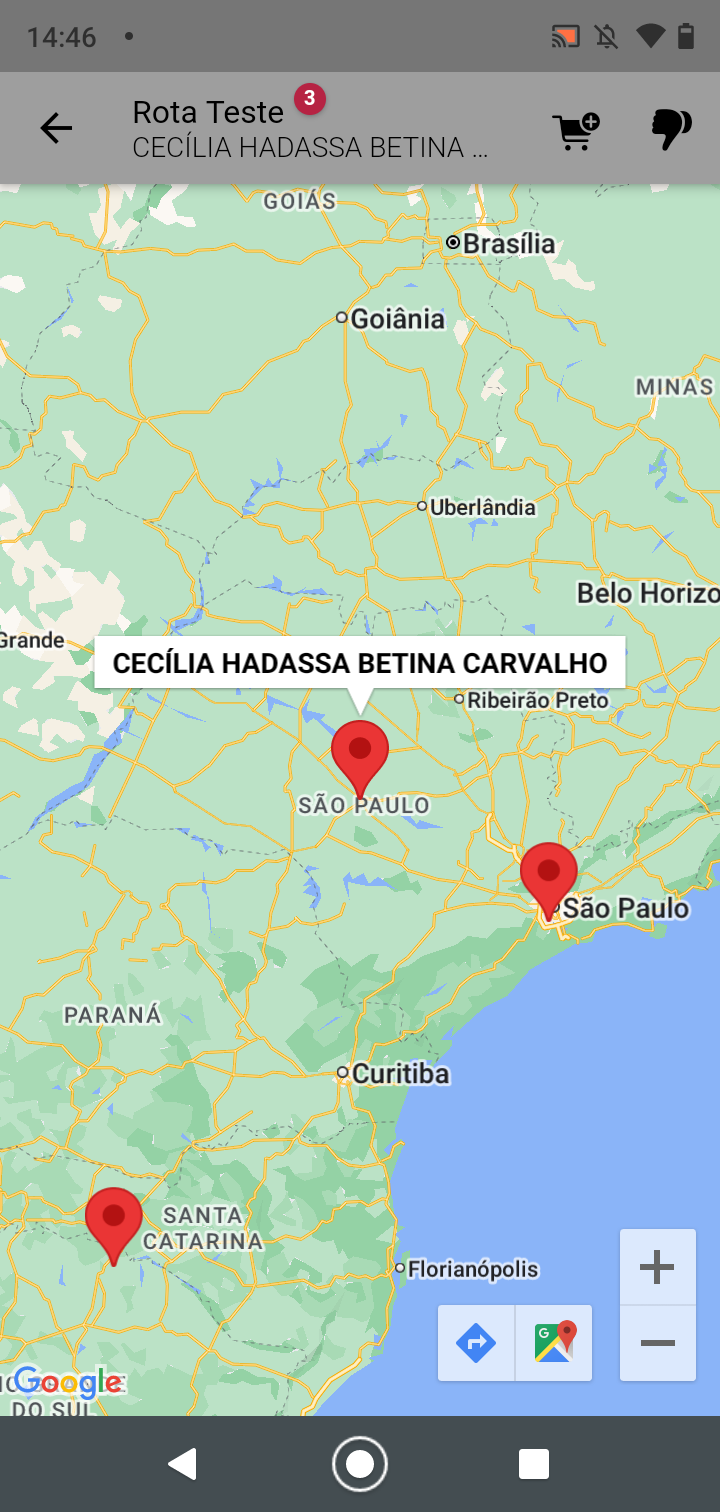 14:46
Rota Teste 3
CECÍLIA HADASSA BETINA ...
GOIÁS
Brasília
Goiânia
MINAS
Uberlândia
Belo Horizo
Grande
CECÍLIA HADASSA BETINA CARVALHO
Ribeirão Preto
SÃO PAULO
São Paulo
PARANÁ
Curitiba
SANTA
CATARINA
Florianópolis
G
Google
DO SUL